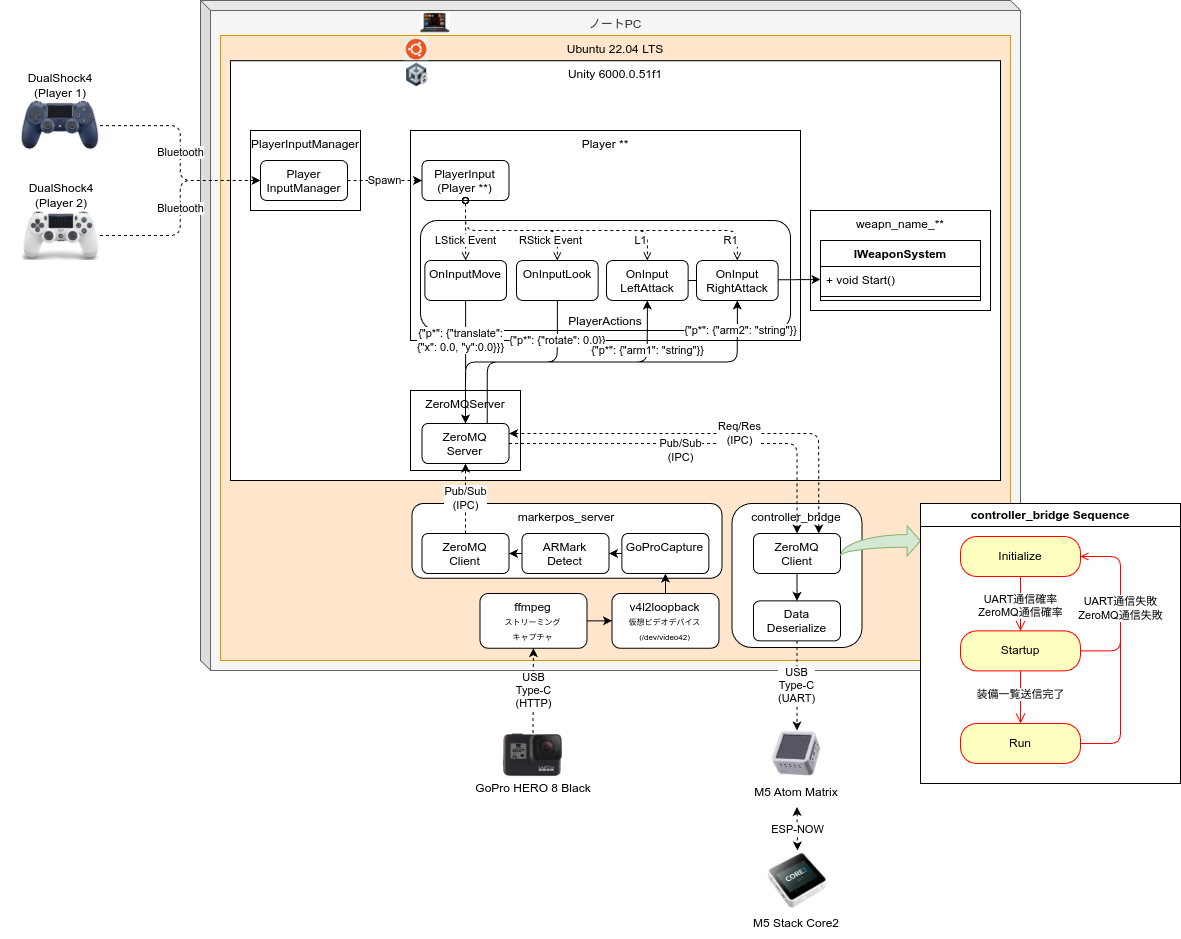 ノートPC
Ubuntu 22.04 LTS
Unity 6000.0.51f1
DualShock4
(Player 1)
Bluetooth
DualShock4
(Player 2)
Bluetooth
PlayerInputManager
Player
InputManager
Spawn
Player **
PlayerInput
(Player **)
LStick Event
RStick Event
L1
R1
OnInputMove
OnInputLook
OnInput
LeftAttack
OnInput
RightAttack
PlayerActions
weapn_name_**
IWeaponSystem
+ void Start()
{"p*": {"translate":
{"x": 0.0, "y":0.0}}}
{"p*": {"rotate": 0.0}}
{"p*": {"arm1": "string"}}
{"p*": {"arm2": "string"}}
ZeroMQServer
ZeroMQ
Server
Req/Res
(IPC)
Pub/Sub
(IPC)
Pub/Sub
(IPC)
markerpos_server
ZeroMQ
Client
ARMark
Detect
GoProCapture
ffmpeg
ストリーミング
キャプチャ
v4l2loopback
仮想ビデオデバイス
(/dev/video42)
controller_bridge
ZeroMQ
Client
Data
Deserialize
USB
Type-C
(HTTP)
GoPro HERO 8 Black
USB
Type-C
(UART)
M5 Atom Matrix
ESP-NOW
CORE2
M5 Stack Core2
controller_bridge Sequence
Initialize
UART通信確率
ZeroMQ通信確率
UART通信失敗
ZeroMQ通信失敗
Startup
装備一覧送信完了
Run